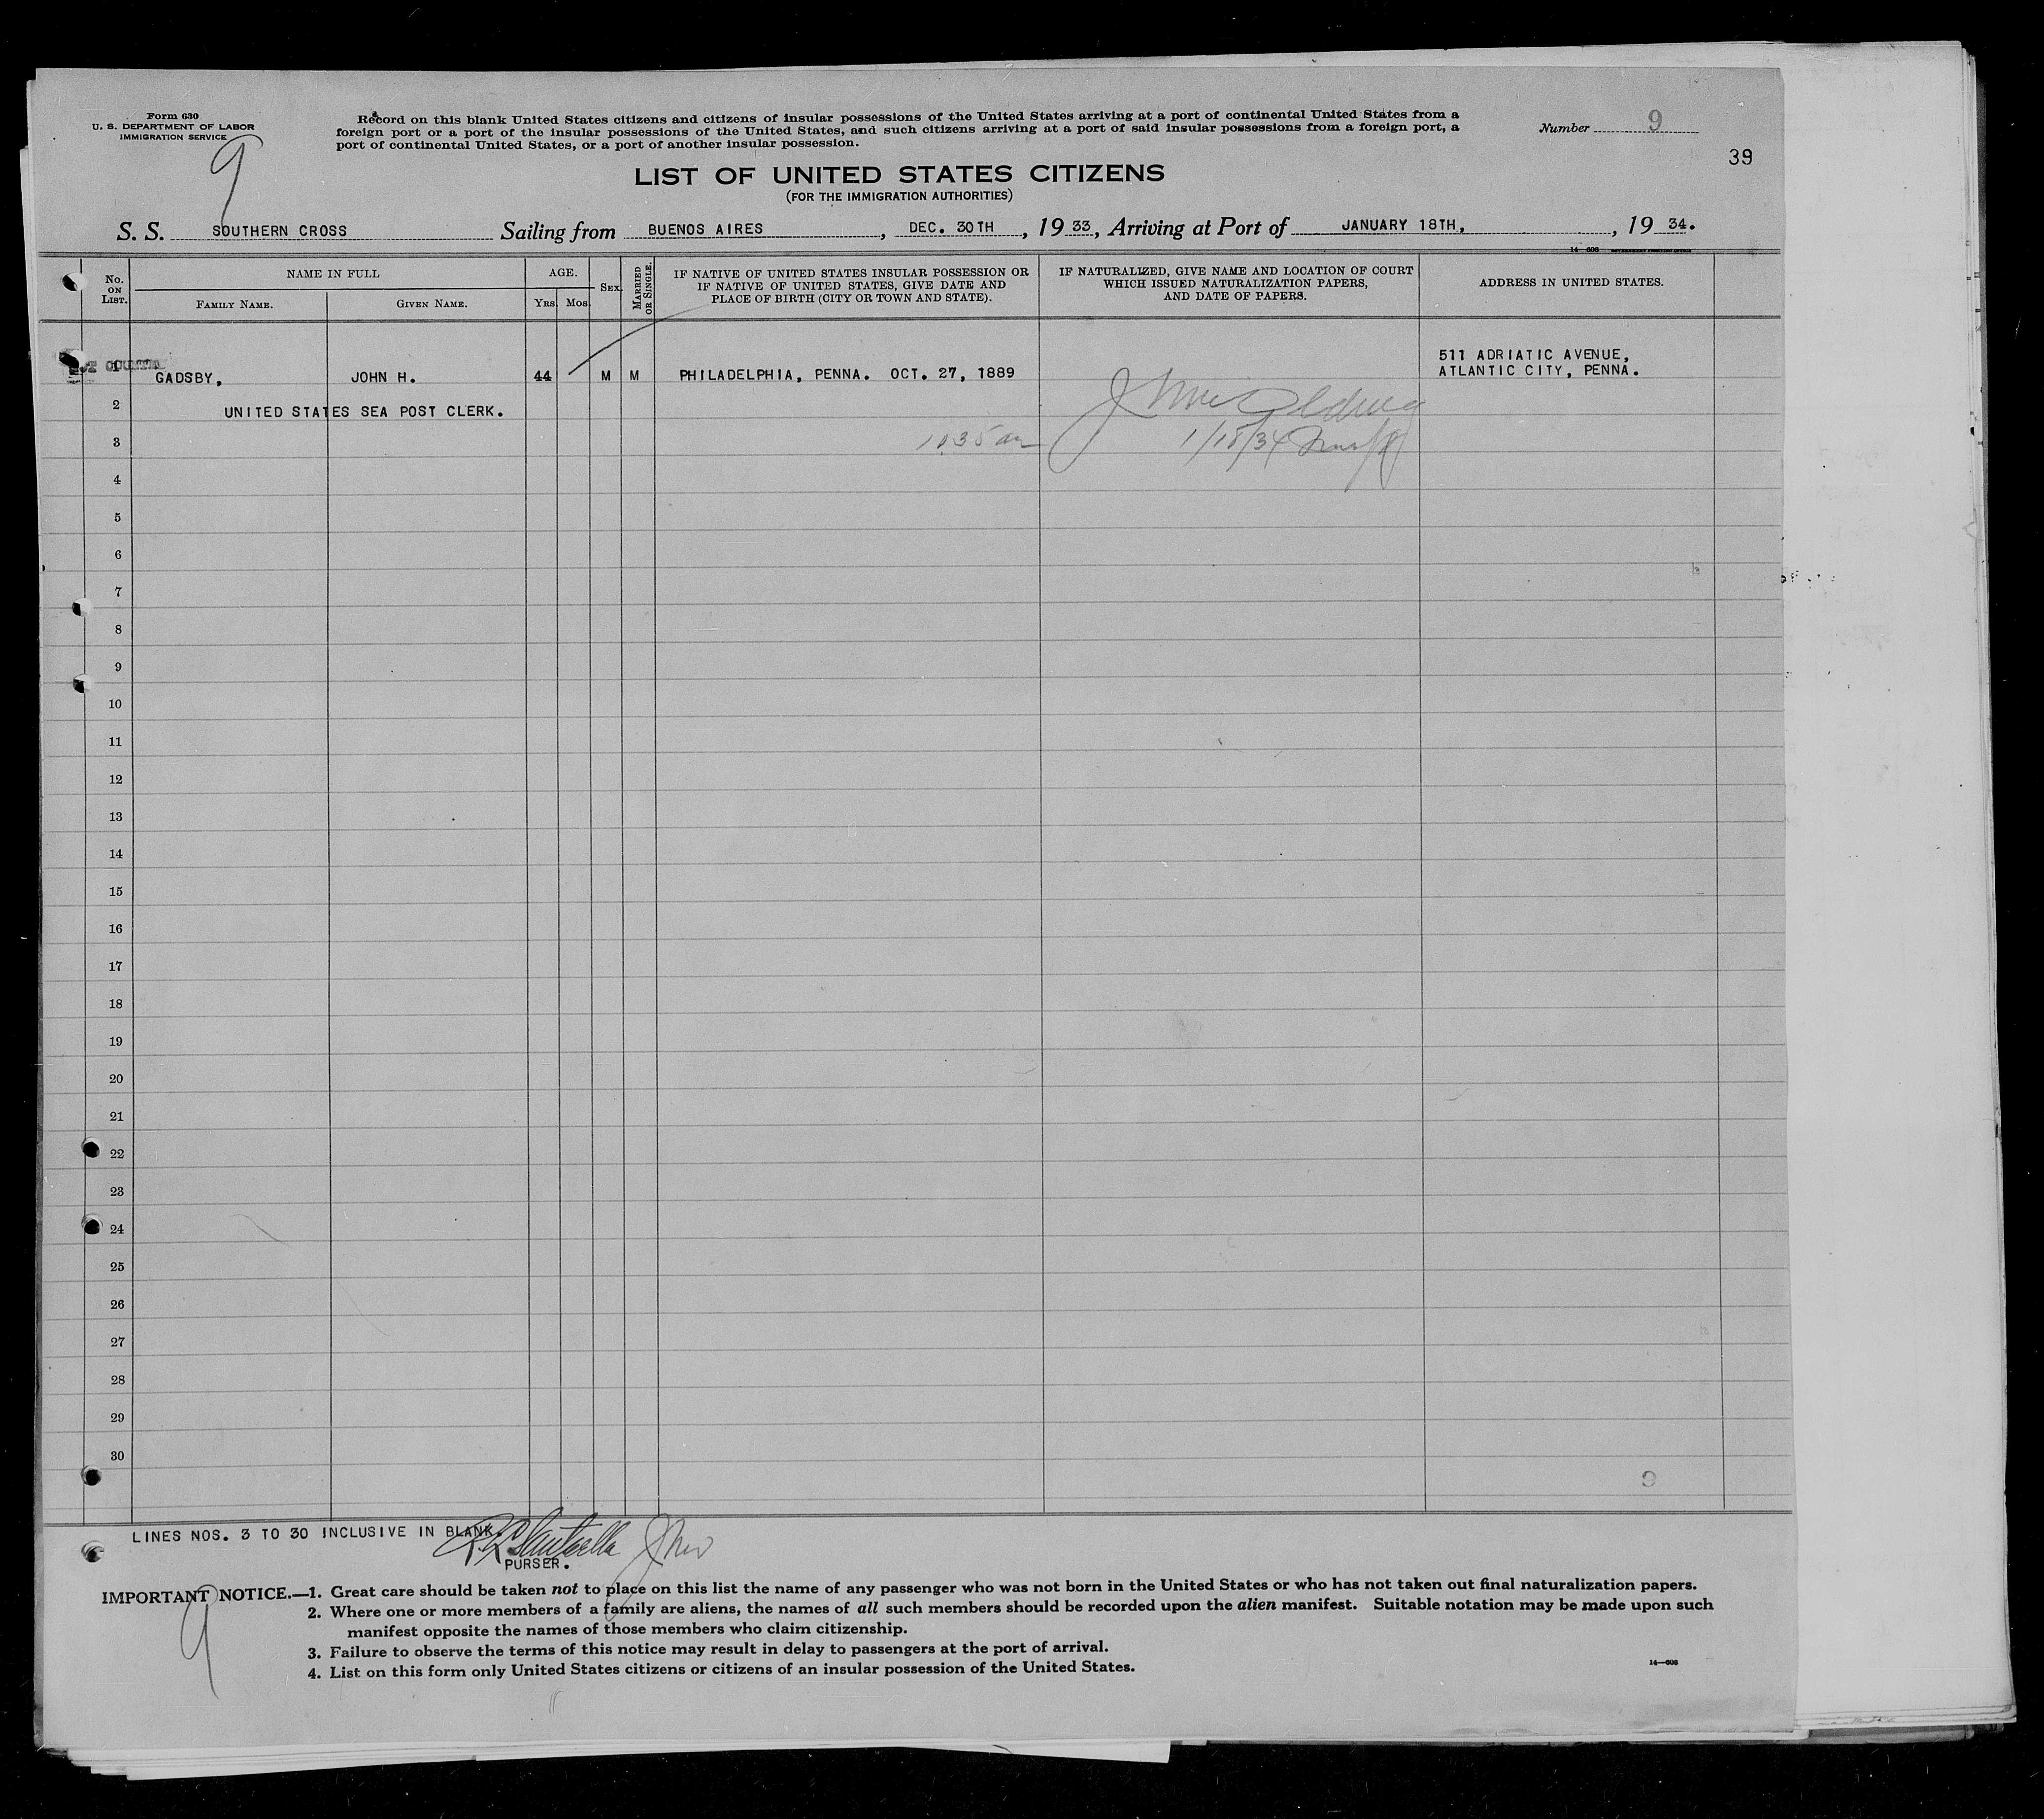 Form 630
U. S. DEPARTMENT OF LABOR
IMMIGRATION SERVICE
Record on this blank United States citizens and citizens of insular possessions of the United States arriving at a port of continental United States from a
foreign port or a port of the insular possessions of the United States, and such citizens arriving at a port of said insular possessions from a foreign port, a
port of continental United States, or a port of another insular possession.
Number 9
39
9
LIST OF UNITED STATES CITIZENS
(FOR THE IMMIGRATION AUTHORITIES)
S. S. SOUTHERN CROSS Sailing from BUENOS AIRES, DEC. 30TH, 1933, Arriving at Port of JANUARY 18TH, , 1934.
14—608 GOVERNMENT PRINTING OFFICE
No. ON LIST.
NAME IN FULL
FAMILY NAME. GIVEN NAME.
AGE.
YRS. MOS.
SEX.
MARRIED OR SINGLE.
IF NATIVE OF UNITED STATES INSULAR POSSESSION OR
IF NATIVE OF UNITED STATES, GIVE DATE AND
PLACE OF BIRTH (CITY OR TOWN AND STATE).
IF NATURALIZED, GIVE NAME AND LOCATION OF COURT
WHICH ISSUED NATURALIZATION PAPERS,
AND DATE OF PAPERS.
ADDRESS IN UNITED STATES.
1 GADSBY, JOHN H. 44 M M PHILADELPHIA, PENNA. OCT. 27, 1889
511 ADRIATIC AVENUE,
ATLANTIC CITY, PENNA.
2 UNITED STATES SEA POST CLERK.
3 1/18/34
4
5
6
7
8
9
10
11
12
13
14
15
16
17
18
19
20
21
22
23
24
25
26
27
28
29
30
LINES NOS. 3 TO 30 INCLUSIVE IN BLANK.
PURSER.
IMPORTANT NOTICE.—1. Great care should be taken not to place on this list the name of any passenger who was not born in the United States or who has not taken out final naturalization papers.
2. Where one or more members of a family are aliens, the names of all such members should be recorded upon the alien manifest. Suitable notation may be made upon such
manifest opposite the names of those members who claim citizenship.
3. Failure to observe the terms of this notice may result in delay to passengers at the port of arrival.
4. List on this form only United States citizens or citizens of an insular possession of the United States.
9
14—608